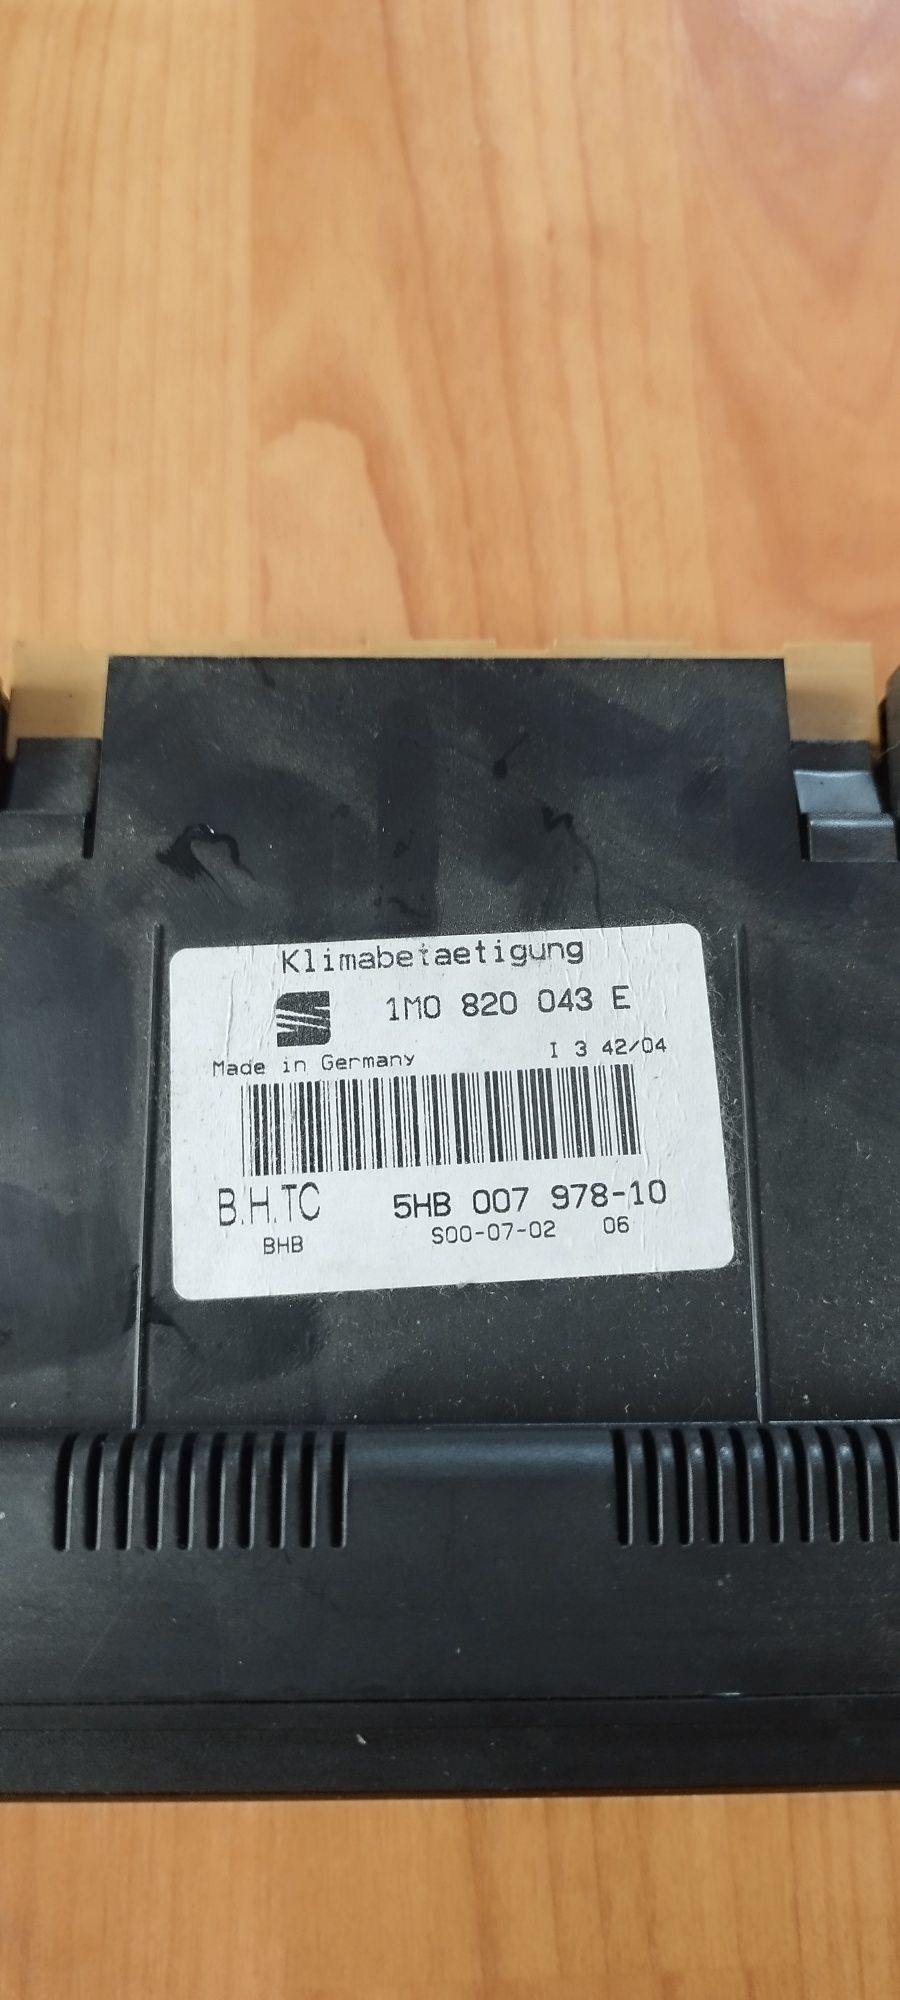 Klimabetaetigung
1M0 820 043 E
Made in Germany I 3 42/04
B.H.TC 5HB 007 978-10
BHB S00-07-02 06